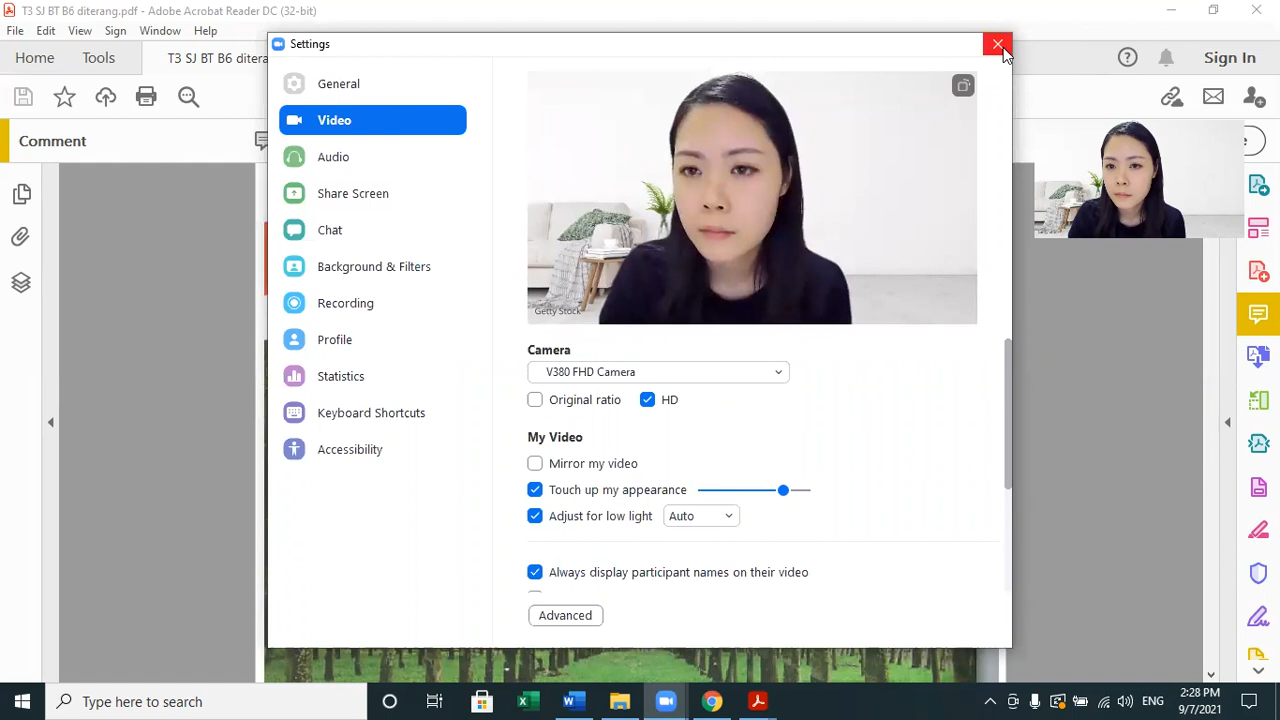 T3 SJ BT B6 diterang.pdf - Adobe Acrobat Reader DC (32-bit)
File Edit View Sign Window Help
Home Tools T3 SJ BT B6 ditera Sign In
Comment
Settings
General
Video
Audio
Share Screen
Chat
Background & Filters
Recording
Profile
Statistics
Keyboard Shortcuts
Accessibility
Getty Stock
Camera
V380 FHD Camera
Original ratio HD
My Video
Mirror my video
Touch up my appearance
Adjust for low light Auto
Always display participant names on their video
Advanced
Type here to search
ENG
2:28 PM
9/7/2021